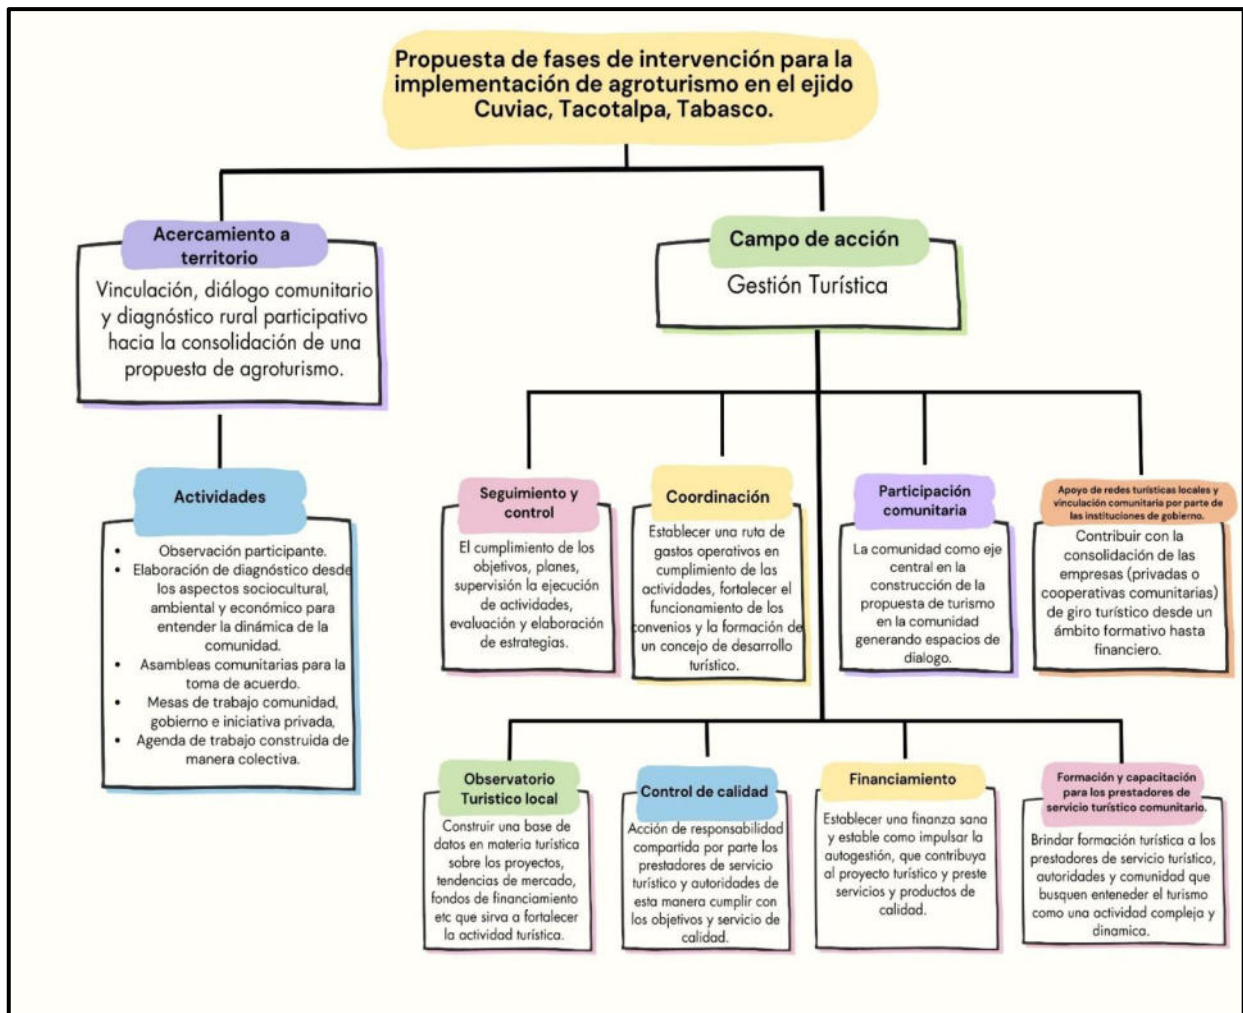 Propuesta de fases de intervención para la
implementación de agroturismo en el ejido
Cuviac, Tacotalpa, Tabasco.
Acercamiento a
territorio
Vinculación, diálogo comunitario
y diagnóstico rural participativo
hacia la consolidación de una
propuesta de agroturismo.
Campo de acción
Gestión Turística
Actividades
• Observación participante.
• Elaboración de diagnóstico desde
los aspectos sociocultural,
ambiental y económico para
entender la dinámica de la
comunidad.
• Asambleas comunitarias para la
toma de acuerdo.
• Mesas de trabajo comunidad,
gobierno e iniciativa privada,
• Agenda de trabajo construida de
manera colectiva.
Seguimiento y
control
El cumplimiento de los
objetivos, planes,
supervisión la ejecución
de actividades,
evaluación y elaboración
de estrategias.
Coordinación
Establecer una ruta de
gastos operativos en
cumplimiento de las
actividades, fortalecer el
funcionamiento de los
convenios y la formación de
un concejo de desarrollo
turístico.
Participación
comunitaria
La comunidad como eje
central en la
construcción de la
propuesta de turismo
en la comunidad
generando espacios de
dialogo.
Apoyo de redes turísticas locales y
vinculación comunitaria por parte de
las instituciones de gobierno.
Contribuir con la
consolidación de las
empresas (privadas o
cooperativas comunitarias)
de giro turístico desde un
ámbito formativo hasta
financiero.
Observatorio
Turistico local
Construir una base de
datos en materia turística
sobre los proyectos,
tendencias de mercado,
fondos de financiamiento
etc que sirva a fortalecer
la actividad turística.
Control de calidad
Acción de responsabilidad
compartida por parte los
prestadores de servicio
turístico y autoridades de
esta manera cumplir con
los objetivos y servicio de
calidad.
Financiamiento
Establecer una finanza sana
y estable como impulsar la
autogestión, que contribuya
al proyecto turístico y preste
servicios y productos de
calidad.
Formación y capacitación
para los prestadores de
servicio turístico comunitario.
Brindar formación turística a los
prestadores de servicio turístico,
autoridades y comunidad que
busquen enteneder el turismo
como una actividad compleja y
dinamica.